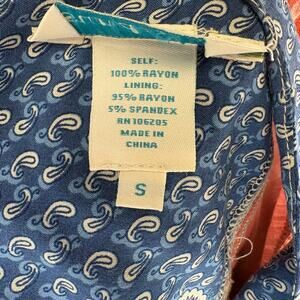 SELF:
100% RAYON
LINING:
95% RAYON
5% SPANDEX
RN 106205
MADE IN
CHINA
S